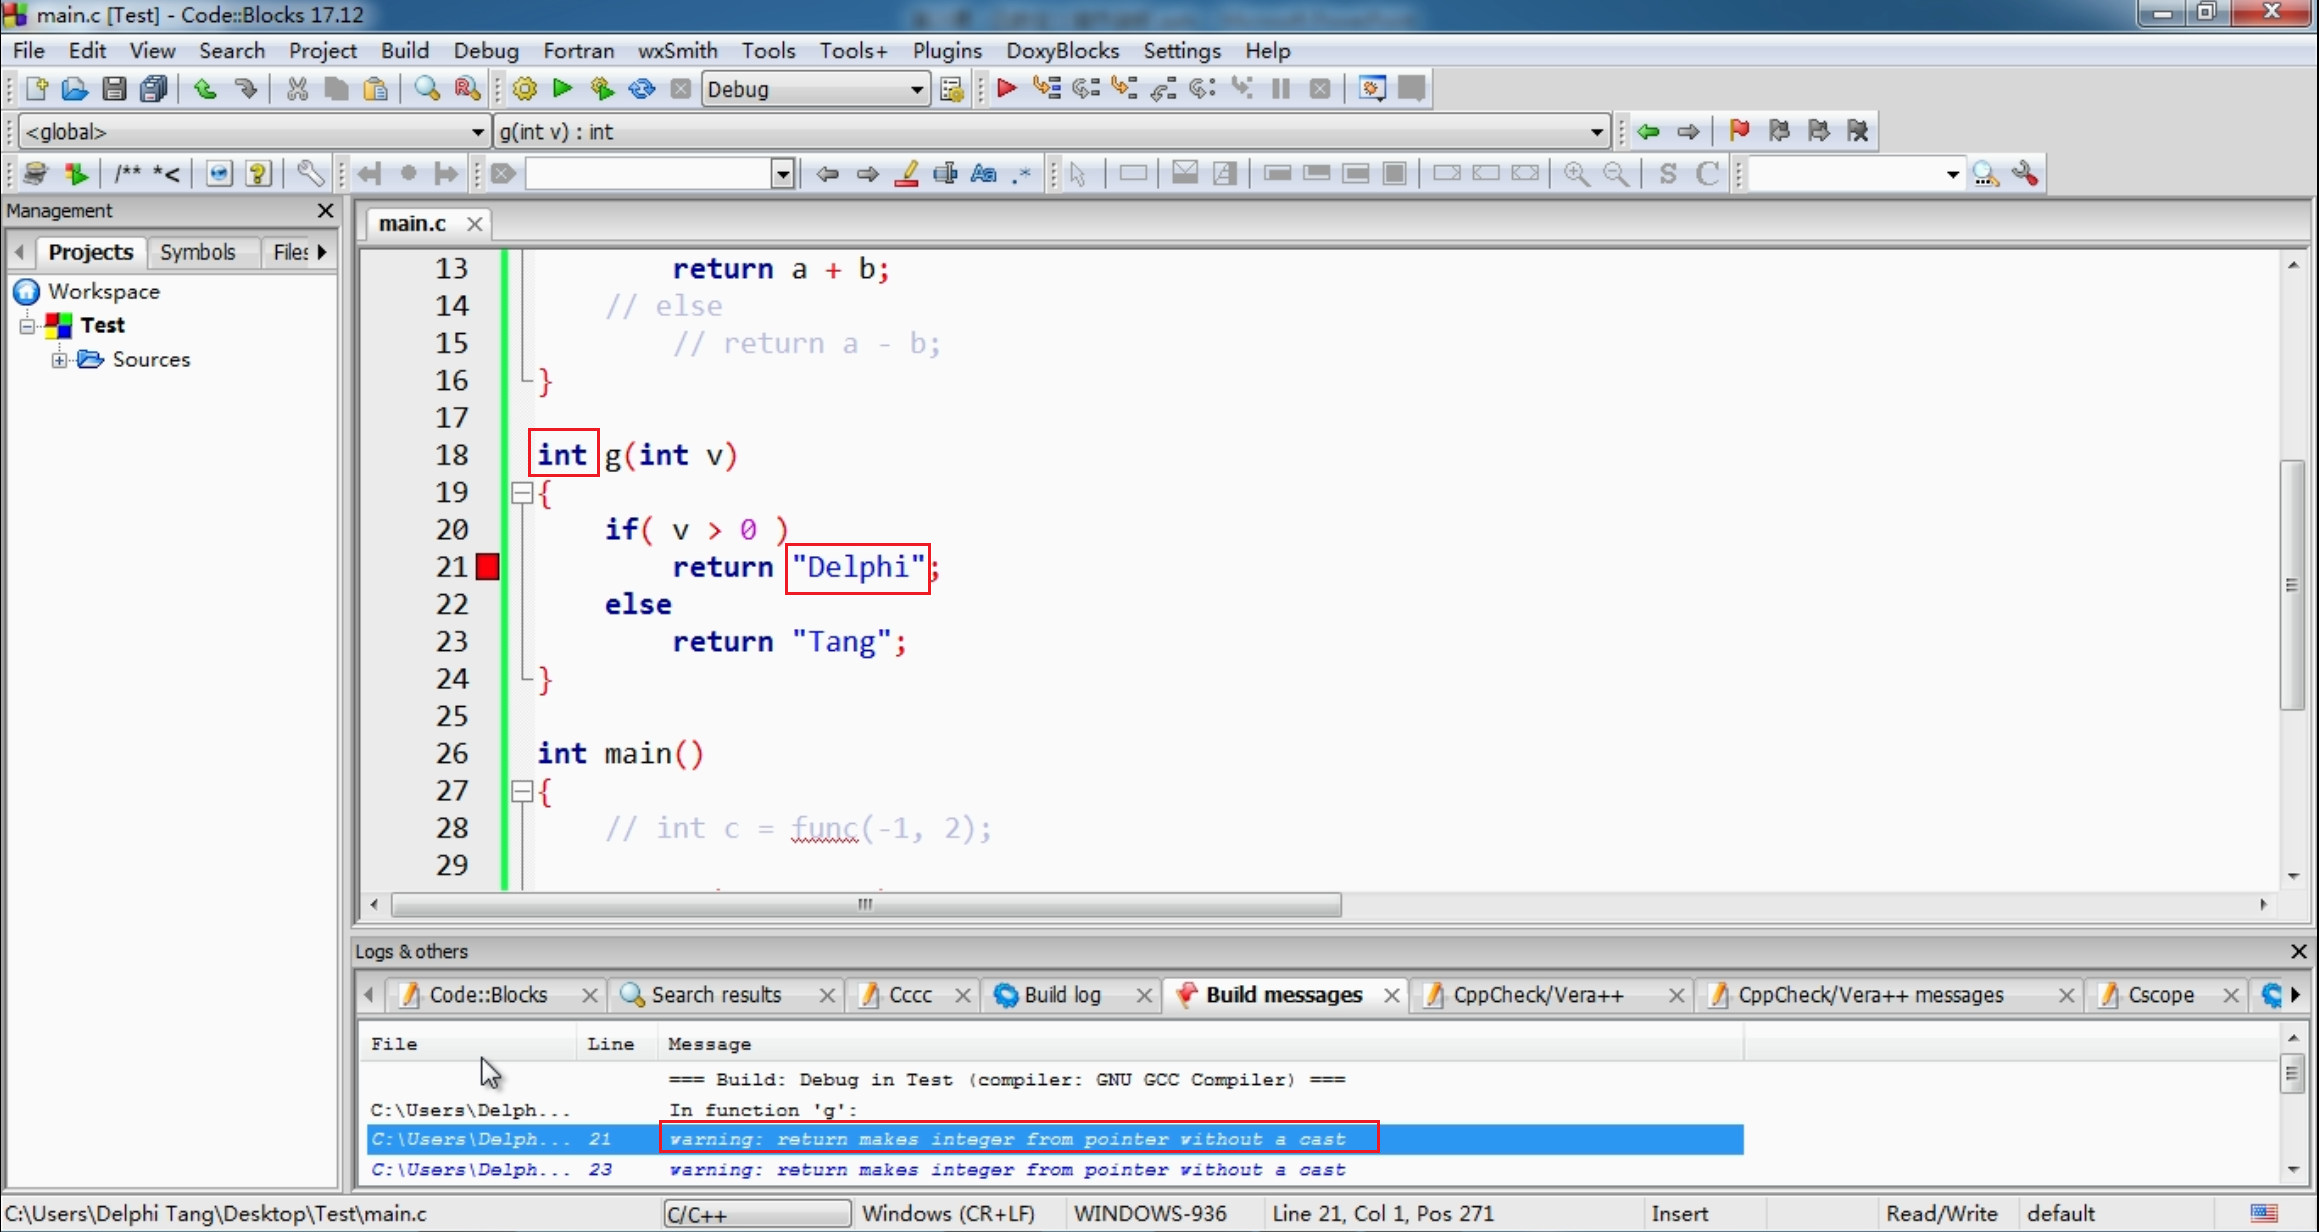 main.c [Test] - Code::Blocks 17.12
File Edit View Search Project Build Debug Fortran wxSmith Tools Tools+ Plugins DoxyBlocks Settings Help
Debug
<global> g(int v) : int
/** *<
S C
Management
Projects Symbols Files
Workspace
Test
Sources
main.c
13 return a + b;
14 // else
15 // return a - b;
16 }
17
18 int g(int v)
19 {
20 if( v > 0 )
21 return "Delphi";
22 else
23 return "Tang";
24 }
25
26 int main()
27 {
28 // int c = func(-1, 2);
29
Logs & others
Code::Blocks Search results Cccc Build log Build messages CppCheck/Vera++ CppCheck/Vera++ messages Cscope
File Line Message
=== Build: Debug in Test (compiler: GNU GCC Compiler) ===
C:\Users\Delph... In function 'g':
C:\Users\Delph... 21 warning: return makes integer from pointer without a cast
C:\Users\Delph... 23 warning: return makes integer from pointer without a cast
C:\Users\Delphi Tang\Desktop\Test\main.c C/C++ Windows (CR+LF) WINDOWS-936 Line 21, Col 1, Pos 271 Insert Read/Write default